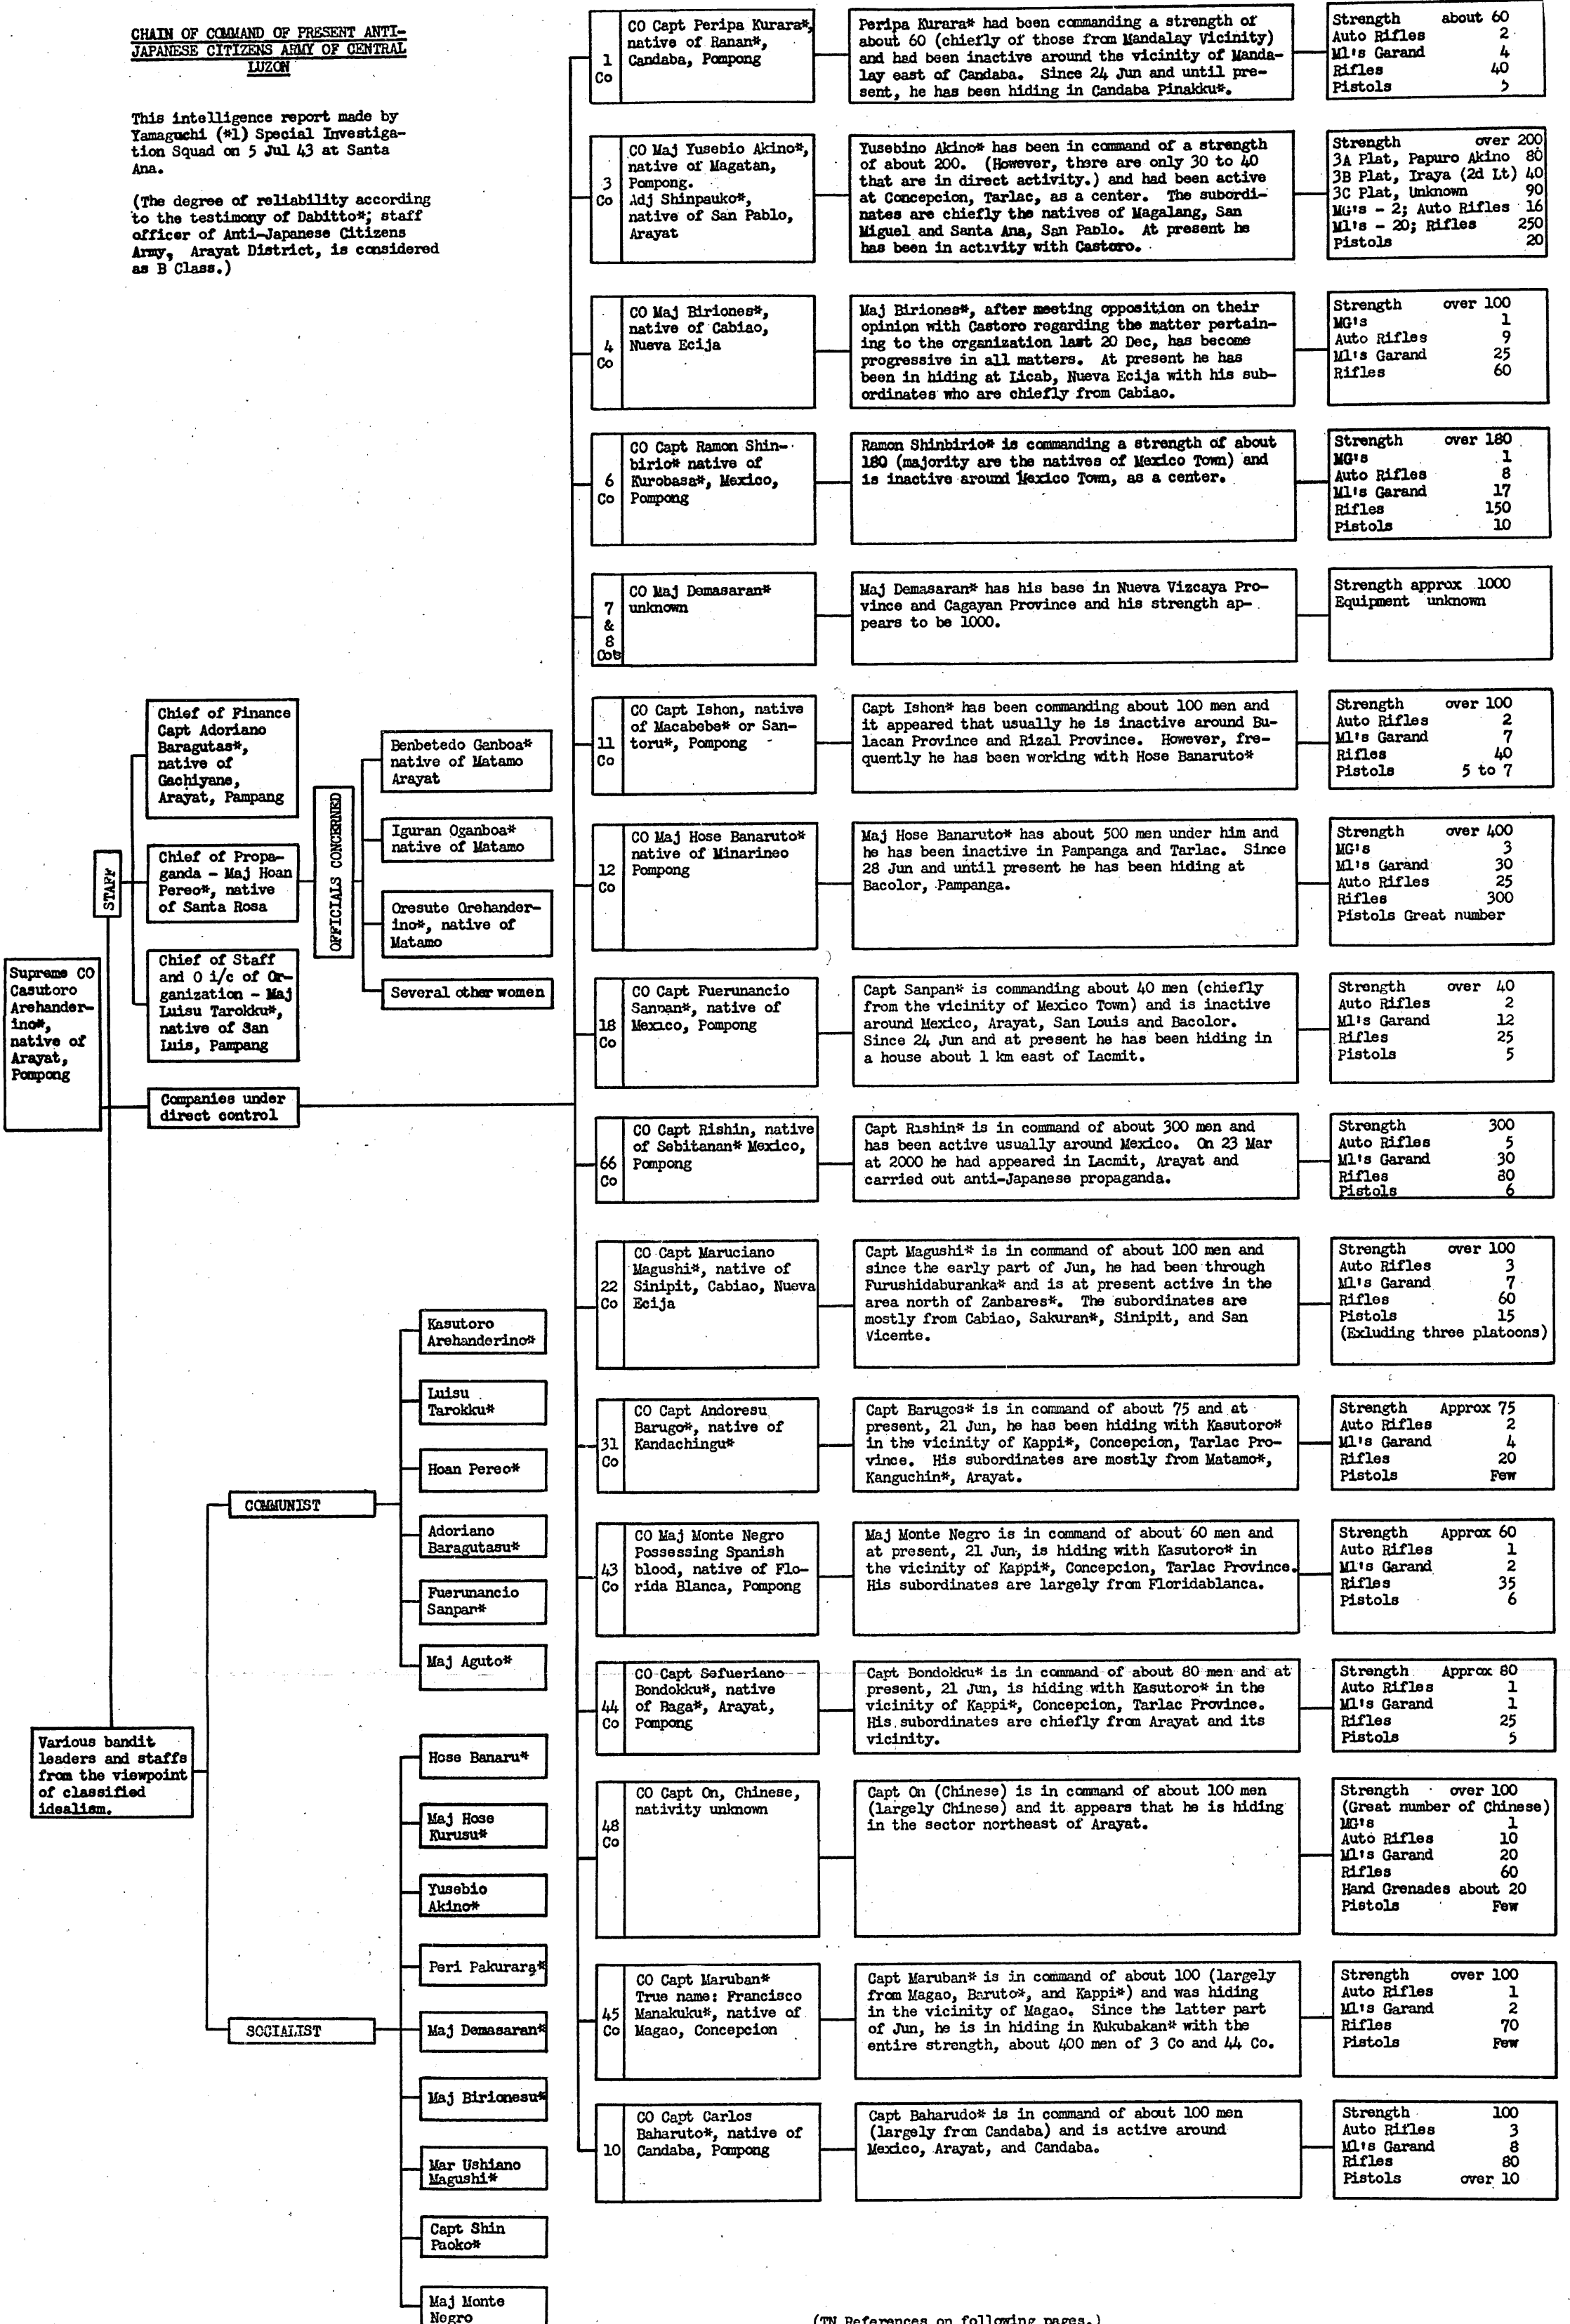 CHAIN OF COMMAND OF PRESENT ANTI-
JAPANESE CITIZENS ARMY OF CENTRAL
LUZON
This intelligence report made by
Yamaguchi (*1) Special Investiga-
tion Squad on 5 Jul 43 at Santa
Ana.
(The degree of reliability according
to the testimony of Dabitto*; staff
officer of Anti-Japanese Citizens
Army, Arayat District, is considered
as B Class.)
Supreme CO
Casutoro
Arehander-
ino*,
native of
Arayat,
Pompong
STAFF
Chief of Finance
Capt Adoriano
Baragutas*,
native of
Gachiyane,
Arayat, Pampang
Chief of Propa-
ganda - Maj Hoan
Pereo*, native
of Santa Rosa
Chief of Staff
and O i/c of Or-
ganization - Maj
Luisu Tarokku*,
native of San
Luis, Pampang
OFFICIALS CONCERNED
Benbetedo Ganboa*
native of Matamo
Arayat
Iguran Oganboa*
native of Matamo
Oresute Orehander-
ino*, native of
Matamo
Several other women
Companies under
direct control
Various bandit
leaders and staffs
from the viewpoint
of classified
idealism.
COMMUNIST
Kasutoro
Arehanderino*
Luisu
Tarokku*
Hoan Pereo*
Adoriano
Baragutasu*
Fuerunancio
Sanpan*
Maj Aguto*
SOCIALIST
Hose Banaru*
Maj Hose
Kurusu*
Yusebio
Akino*
Peri Pakurara*
Maj Demasaran*
Maj Birionesu*
Mar Ushiano
Magushi*
Capt Shin
Paoko*
Maj Monte
Negro
1
Co
CO Capt Peripa Kurara*,
native of Ranan*,
Candaba, Pompong
Peripa Kurara* had been commanding a strength of
about 60 (chiefly of those from Mandalay Vicinity)
and had been inactive around the vicinity of Manda-
lay east of Candaba. Since 24 Jun and until pre-
sent, he has been hiding in Candaba Pinakku*.
Strength about 60
Auto Rifles 2
M1's Garand 4
Rifles 40
Pistols 5
3
Co
CO Maj Yusebio Akino*,
native of Magatan,
Pompong.
Adj Shinpauko*,
native of San Pablo,
Arayat
Yusebino Akino* has been in command of a strength
of about 200. (However, there are only 30 to 40
that are in direct activity.) and had been active
at Concepcion, Tarlac, as a center. The subordi-
nates are chiefly the natives of Magalang, San
Miguel and Santa Ana, San Pablo. At present he
has been in activity with Castoro.
Strength over 200
3A Plat, Papuro Akino 80
3B Plat, Iraya (2d Lt) 40
3C Plat, Unknown 90
MG's - 2; Auto Rifles 16
M1's - 20; Rifles 250
Pistols 20
4
Co
CO Maj Biriones*,
native of Cabiao,
Nueva Ecija
Maj Biriones*, after meeting opposition on their
opinion with Castoro regarding the matter pertain-
ing to the organization last 20 Dec, has become
progressive in all matters. At present he has
been in hiding at Licab, Nueva Ecija with his sub-
ordinates who are chiefly from Cabiao.
Strength over 100
MG's 1
Auto Rifles 9
M1's Garand 25
Rifles 60
6
Co
CO Capt Ramon Shin-
birio* native of
Kurobasa*, Mexico,
Pompong
Ramon Shinbirio* is commanding a strength of about
180 (majority are the natives of Mexico Town) and
is inactive around Mexico Town, as a center.
Strength over 180
MG's 1
Auto Rifles 8
M1's Garand 17
Rifles 150
Pistols 10
7
&
8
Cos
CO Maj Demasaran*
unknown
Maj Demasaran* has his base in Nueva Vizcaya Pro-
vince and Cagayan Province and his strength ap-
pears to be 1000.
Strength approx 1000
Equipment unknown
11
Co
CO Capt Ishon, native
of Macabebe* or San-
toru*, Pompong
Capt Ishon* has been commanding about 100 men and
it appeared that usually he is inactive around Bu-
lacan Province and Rizal Province. However, fre-
quently he has been working with Hose Banaruto*
Strength over 100
Auto Rifles 2
M1's Garand 7
Rifles 40
Pistols 5 to 7
12
Co
CO Maj Hose Banaruto*
native of Minarineo
Pompong
Maj Hose Banaruto* has about 500 men under him and
he has been inactive in Pampanga and Tarlac. Since
28 Jun and until present he has been hiding at
Bacolor, Pampanga.
Strength over 400
MG's 3
M1's Garand 30
Auto Rifles 25
Rifles 300
Pistols Great number
18
Co
CO Capt Fuerunancio
Sanpan*, native of
Mexico, Pompong
Capt Sanpan* is commanding about 40 men (chiefly
from the vicinity of Mexico Town) and is inactive
around Mexico, Arayat, San Louis and Bacolor.
Since 24 Jun and at present he has been hiding in
a house about 1 km east of Lacmit.
Strength over 40
Auto Rifles 2
M1's Garand 12
Rifles 25
Pistols 5
66
Co
CO Capt Rishin, native
of Sebitanan* Mexico,
Pompong
Capt Rishin* is in command of about 300 men and
has been active usually around Mexico. On 23 Mar
at 2000 he had appeared in Lacmit, Arayat and
carried out anti-Japanese propaganda.
Strength 300
Auto Rifles 5
M1's Garand 30
Rifles 80
Pistols 6
22
Co
CO Capt Maruciano
Magushi*, native of
Sinipit, Cabiao, Nueva
Ecija
Capt Magushi* is in command of about 100 men and
since the early part of Jun, he had been through
Furushidaburanka* and is at present active in the
area north of Zanbares*. The subordinates are
mostly from Cabiao, Sakuran*, Sinipit, and San
Vicente.
Strength over 100
Auto Rifles 3
M1's Garand 7
Rifles 60
Pistols 15
(Exluding three platoons)
31
Co
CO Capt Andoresu
Barugo*, native of
Kandachingu*
Capt Barugos* is in command of about 75 and at
present, 21 Jun, he has been hiding with Kasutoro*
in the vicinity of Kappi*, Concepcion, Tarlac Pro-
vince. His subordinates are mostly from Matamo*,
Kanguchin*, Arayat.
Strength Approx 75
Auto Rifles 2
M1's Garand 4
Rifles 20
Pistols Few
43
Co
CO Maj Monte Negro
Possessing Spanish
blood, native of Flo-
rida Blanca, Pompong
Maj Monte Negro is in command of about 60 men and
at present, 21 Jun, is hiding with Kasutoro* in
the vicinity of Kappi*, Concepcion, Tarlac Province.
His subordinates are largely from Floridablanca.
Strength Approx 60
Auto Rifles 1
M1's Garand 2
Rifles 35
Pistols 6
44
Co
CO Capt Sefueriano
Bondokku*, native
of Baga*, Arayat,
Pompong
Capt Bondokku* is in command of about 80 men and at
present, 21 Jun, is hiding with Kasutoro* in the
vicinity of Kappi*, Concepcion, Tarlac Province.
His subordinates are chiefly from Arayat and its
vicinity.
Strength Approx 80
Auto Rifles 1
M1's Garand 1
Rifles 25
Pistols 5
48
Co
CO Capt On, Chinese,
nativity unknown
Capt On (Chinese) is in command of about 100 men
(largely Chinese) and it appears that he is hiding
in the sector northeast of Arayat.
Strength over 100
(Great number of Chinese)
MG's 1
Auto Rifles 10
M1's Garand 20
Rifles 60
Hand Grenades about 20
Pistols Few
45
Co
CO Capt Maruban*
True name: Francisco
Manakuku*, native of
Magao, Concepcion
Capt Maruban* is in command of about 100 (largely
from Magao, Baruto*, and Kappi*) and was hiding
in the vicinity of Magao. Since the latter part
of Jun, he is in hiding in Kukubakan* with the
entire strength, about 400 men of 3 Co and 44 Co.
Strength over 100
Auto Rifles 1
M1's Garand 2
Rifles 70
Pistols Few
10
CO Capt Carlos
Baharuto*, native of
Candaba, Pompong
Capt Baharudo* is in command of about 100 men
(largely from Candaba) and is active around
Mexico, Arayat, and Candaba.
Strength 100
Auto Rifles 3
M1's Garand 8
Rifles 80
Pistols over 10
(TN References on following pages.)